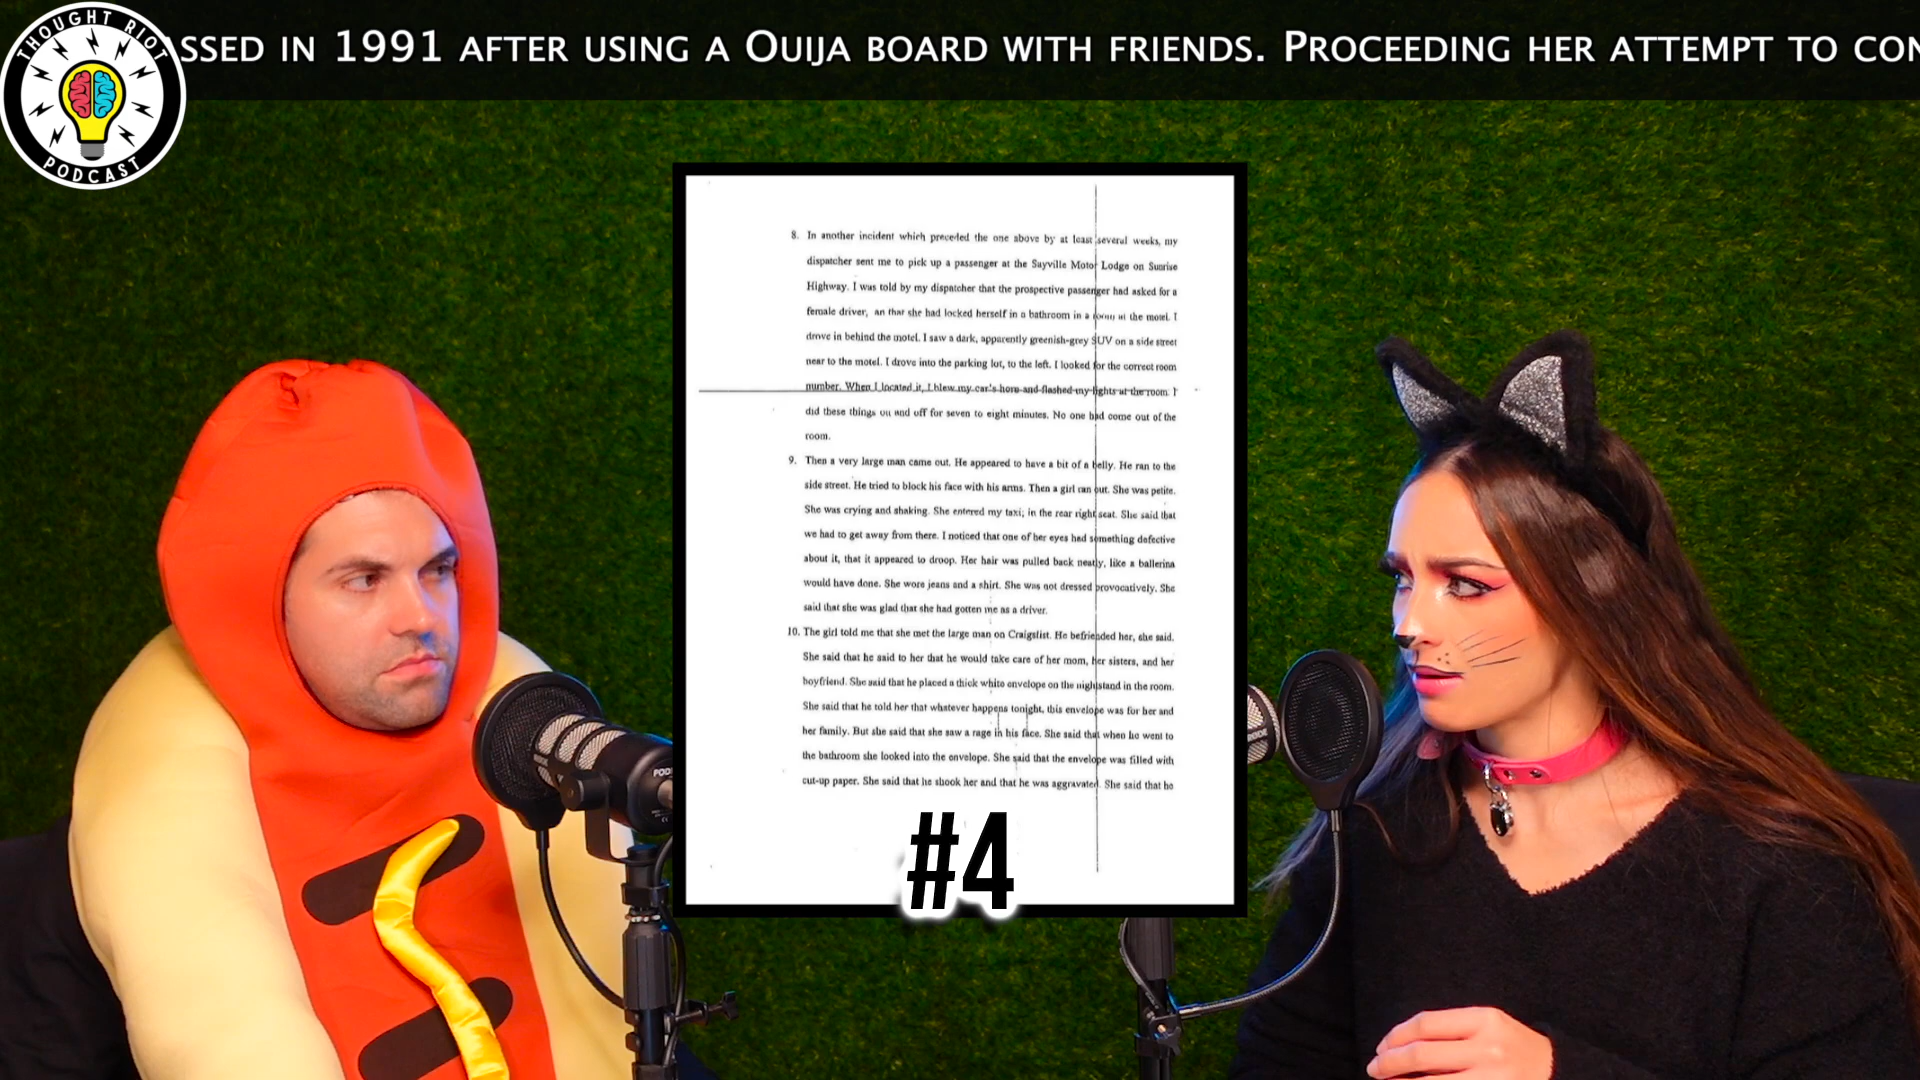 THOUGHT RIOT
PODCAST
ASSED IN 1991 AFTER USING A OUIJA BOARD WITH FRIENDS. PROCEEDING HER ATTEMPT TO CON
8. In another incident which preceded the one above by at least several weeks, my
dispatcher sent me to pick up a passenger at the Sayville Motor Lodge on Sunrise
Highway. I was told by my dispatcher that the prospective passenger had asked for a
female driver, an that she had locked herself in a bathroom in a room at the motel. I
drove in behind the motel. I saw a dark, apparently greenish-grey SUV on a side street
near to the motel. I drove into the parking lot, to the left. I looked for the correct room
number. When I located it, I blew my car's horn and flashed my lights at the room. I
did these things on and off for seven to eight minutes. No one had come out of the
room.
9. Then a very large man came out. He appeared to have a bit of a belly. He ran to the
side street. He tried to block his face with his arms. Then a girl ran out. She was petite.
She was crying and shaking. She entered my taxi; in the rear right seat. She said that
we had to get away from there. I noticed that one of her eyes had something defective
about it, that it appeared to droop. Her hair was pulled back neatly, like a ballerina
would have done. She wore jeans and a shirt. She was not dressed provocatively. She
said that she was glad that she had gotten me as a driver.
10. The girl told me that she met the large man on Craigslist. He befriended her, she said.
She said that he said to her that he would take care of her mom, her sisters, and her
boyfriend. She said that he placed a thick white envelope on the nightstand in the room.
She said that he told her that whatever happens tonight, this envelope was for her and
her family. But she said that she saw a rage in his face. She said that when he went to
the bathroom she looked into the envelope. She said that the envelope was filled with
cut-up paper. She said that he shook her and that he was aggravated. She said that he
#4
POD
RODE